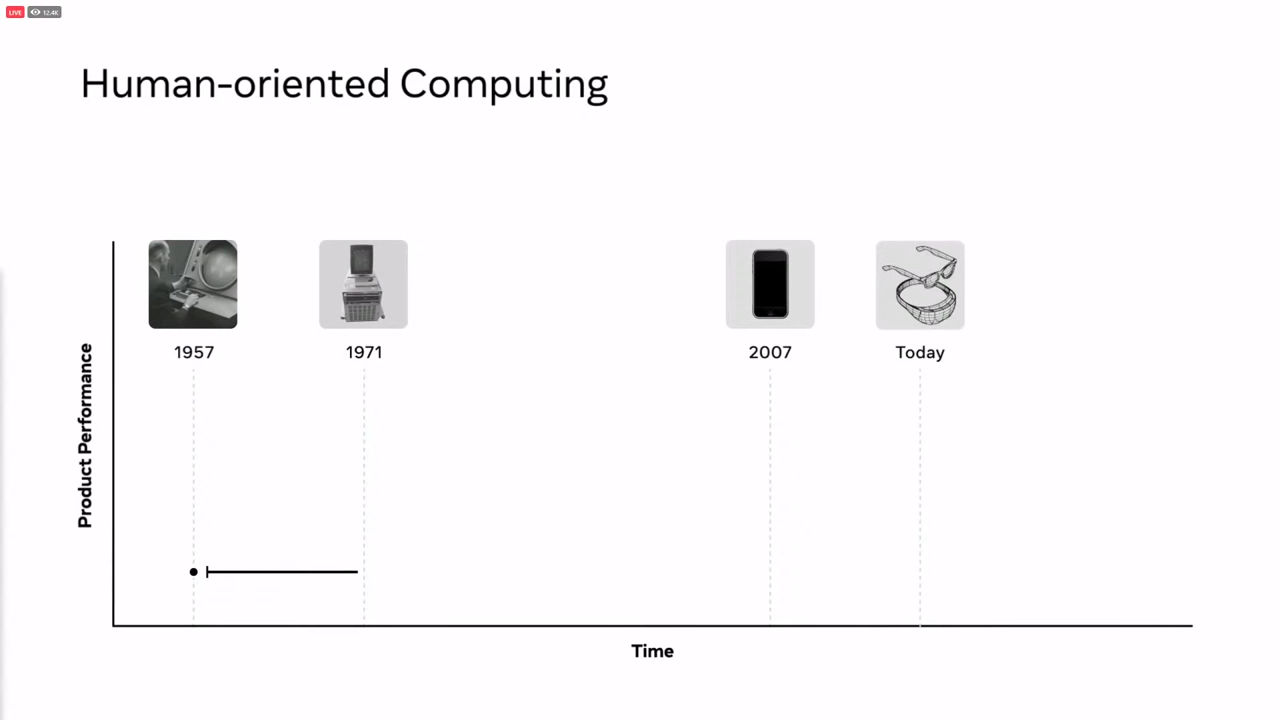 LIVE 12.4K
Human-oriented Computing
1957 1971 2007 Today
Product Performance
Time